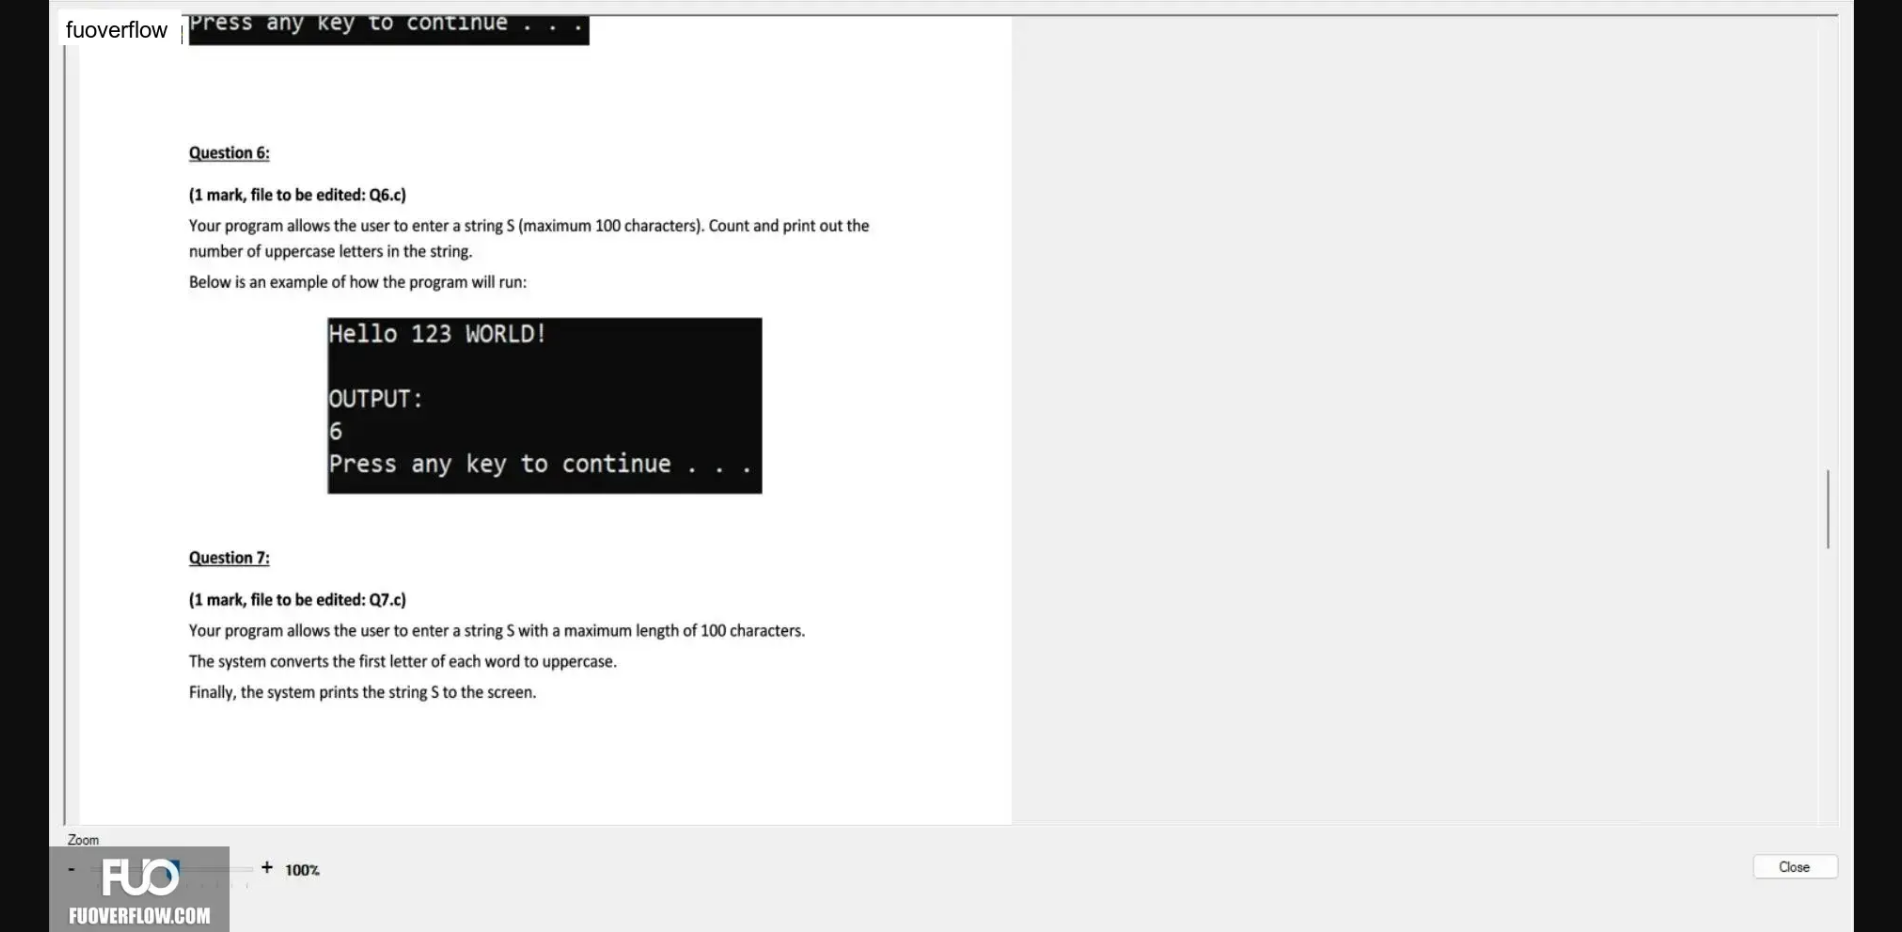 fuoverflow
Press any key to continue . . .
Question 6:
(1 mark, file to be edited: Q6.c)
Your program allows the user to enter a string S (maximum 100 characters). Count and print out the
number of uppercase letters in the string.
Below is an example of how the program will run:
Hello 123 WORLD!
OUTPUT:
6
Press any key to continue . . .
Question 7:
(1 mark, file to be edited: Q7.c)
Your program allows the user to enter a string S with a maximum length of 100 characters.
The system converts the first letter of each word to uppercase.
Finally, the system prints the string S to the screen.
Zoom
- + 100%
Close
FUO
FUOVERFLOW.COM